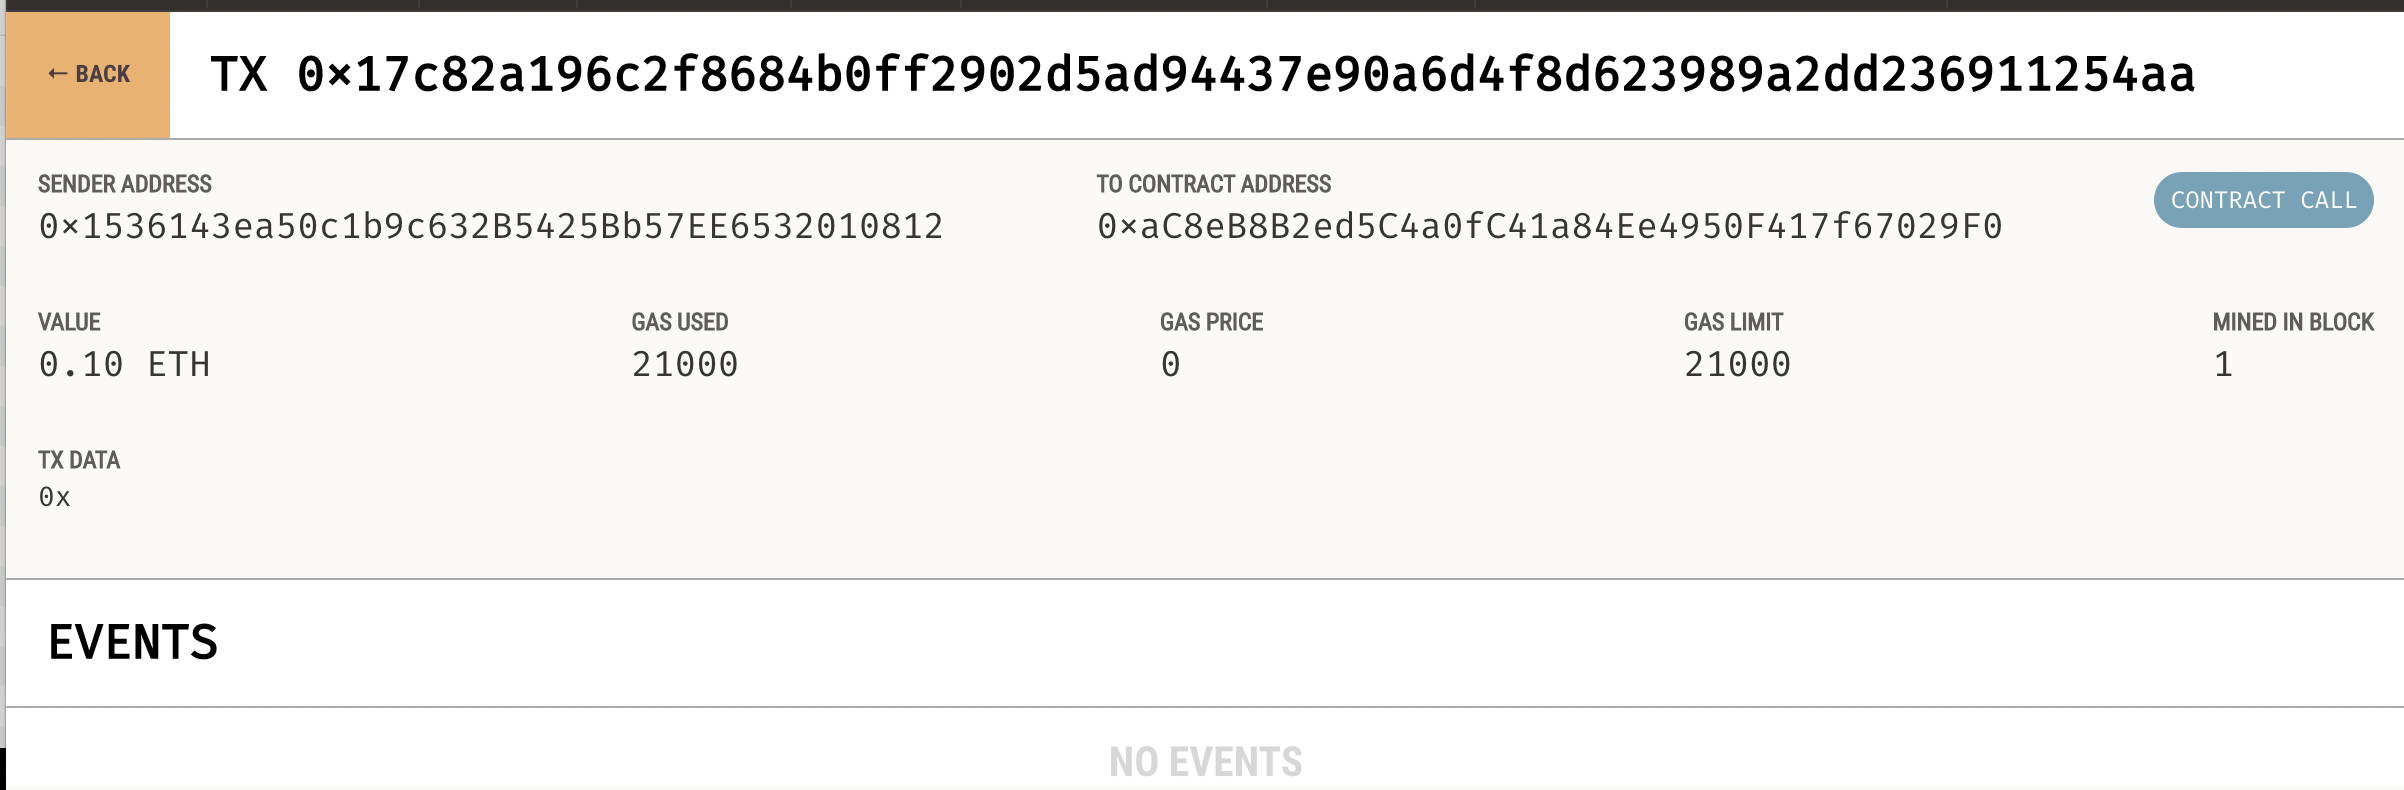 ← BACK
TX 0×17c82a196c2f8684b0ff2902d5ad94437e90a6d4f8d623989a2dd236911254aa
SENDER ADDRESS
0×1536143ea50c1b9c632B5425Bb57EE6532010812
TO CONTRACT ADDRESS
0×aC8eB8B2ed5C4a0fC41a84Ee4950F417f67029F0
CONTRACT CALL
VALUE
0.10 ETH
GAS USED
21000
GAS PRICE
0
GAS LIMIT
21000
MINED IN BLOCK
1
TX DATA
0x
EVENTS
NO EVENTS